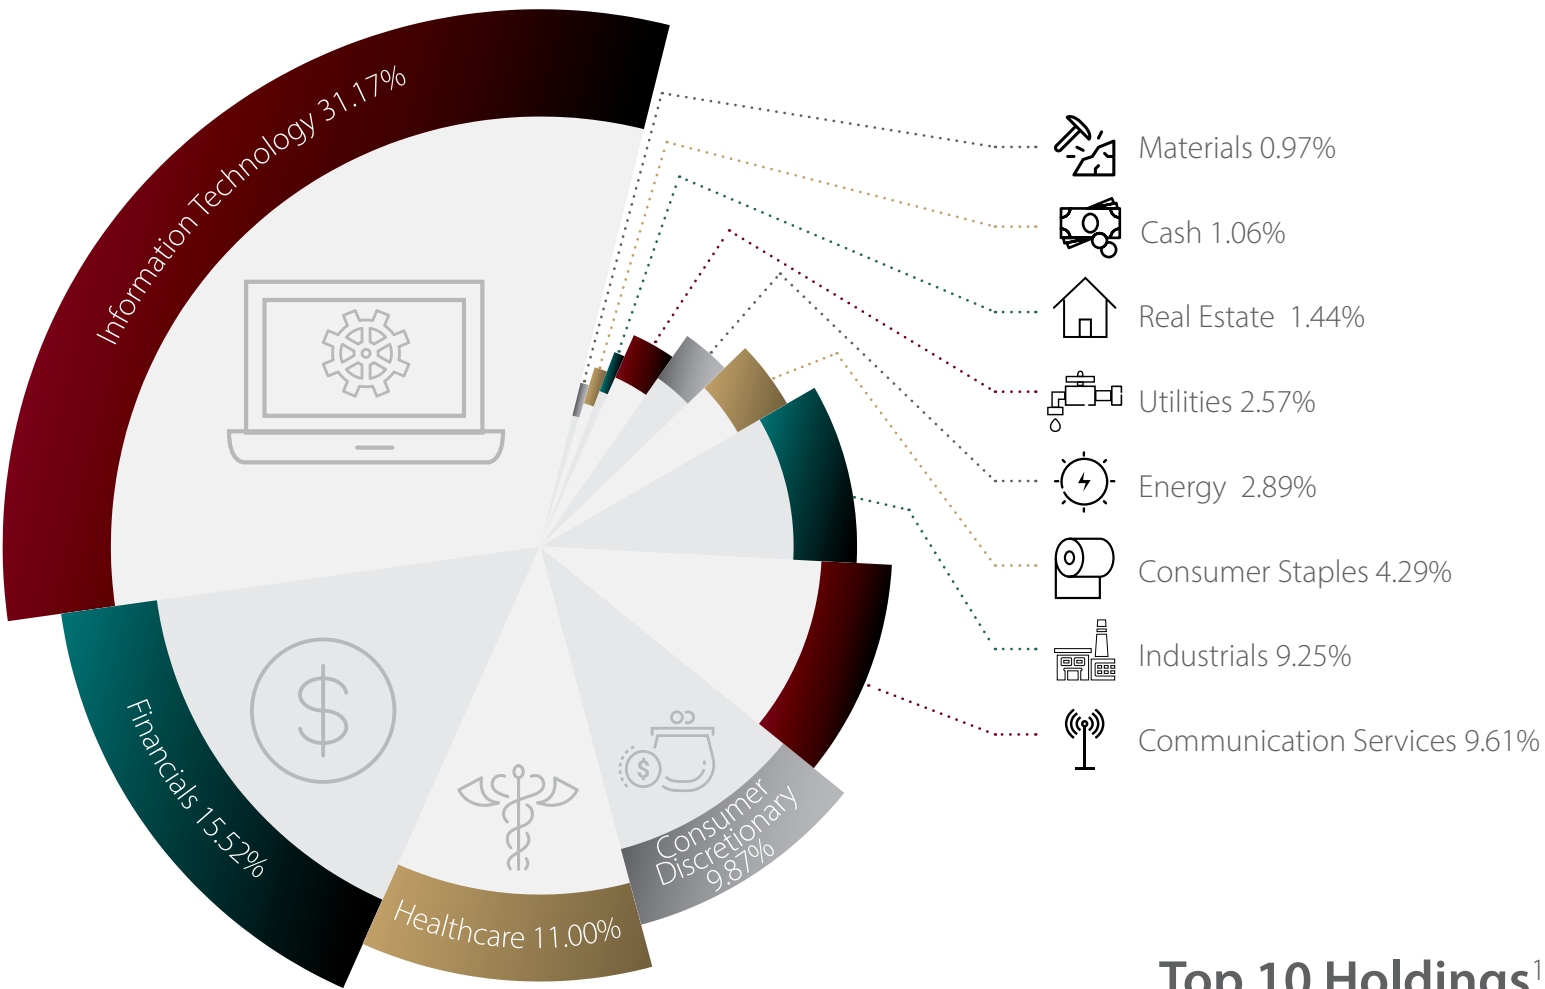 Information Technology 31.17%
Materials 0.97%
Cash 1.06%
Real Estate 1.44%
Utilities 2.57%
Energy 2.89%
Consumer Staples 4.29%
Industrials 9.25%
Communication Services 9.61%
Consumer
Discretionary
9.87%
Healthcare 11.00%
Financials 15.52%
$
$
Top 10 Holdings1